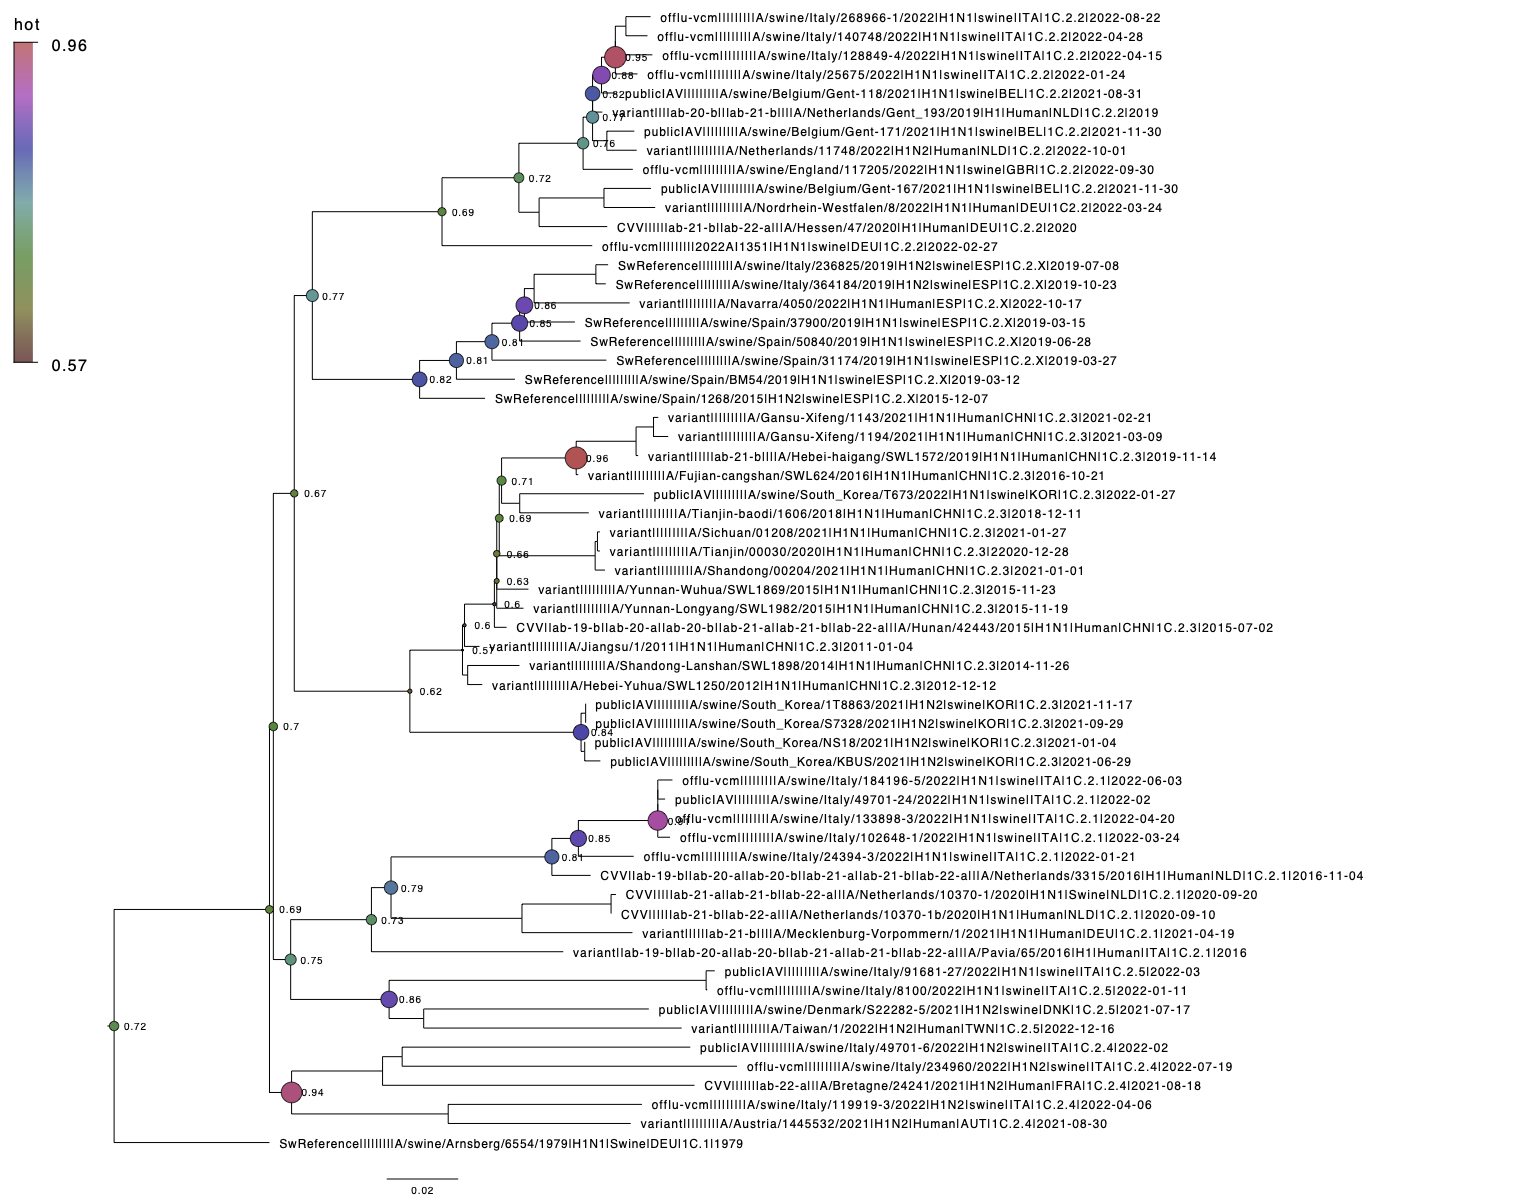 hot
0.96
0.57
offlu-vcm|||||||||A/swine/Italy/268966-1/2022|H1N1|swine|ITA|1C.2.2|2022-08-22
offlu-vcm|||||||||A/swine/Italy/140748/2022|H1N1|swine|ITA|1C.2.2|2022-04-28
0.95 offlu-vcm|||||||||A/swine/Italy/128849-4/2022|H1N1|swine|ITA|1C.2.2|2022-04-15
0.88 offlu-vcm|||||||||A/swine/Italy/25675/2022|H1N1|swine|ITA|1C.2.2|2022-01-24
0.82 publicIAV|||||||||A/swine/Belgium/Gent-118/2021|H1N1|swine|BEL|1C.2.2|2021-08-31
variant||||lab-20-b||lab-21-b||||A/Netherlands/Gent_193/2019|H1|Human|NLD|1C.2.2|2019
0.77
publicIAV|||||||||A/swine/Belgium/Gent-171/2021|H1N1|swine|BEL|1C.2.2|2021-11-30
0.76
variant|||||||||A/Netherlands/11748/2022|H1N2|Human|NLD|1C.2.2|2022-10-01
offlu-vcm|||||||||A/swine/England/117205/2022|H1N1|swine|GBR|1C.2.2|2022-09-30
0.72
publicIAV|||||||||A/swine/Belgium/Gent-167/2021|H1N1|swine|BEL|1C.2.2|2021-11-30
variant|||||||||A/Nordrhein-Westfalen/8/2022|H1N1|Human|DEU|1C.2.2|2022-03-24
0.69
CVV||||||lab-21-b||lab-22-a||||A/Hessen/47/2020|H1|Human|DEU|1C.2.2|2020
offlu-vcm|||||||||2022AI1351|H1N1|swine|DEU|1C.2.2|2022-02-27
SwReference|||||||||A/swine/Italy/236825/2019|H1N2|swine|ESP|1C.2.X|2019-07-08
SwReference|||||||||A/swine/Italy/364184/2019|H1N2|swine|ESP|1C.2.X|2019-10-23
0.77
0.86 variant|||||||||A/Navarra/4050/2022|H1N1|Human|ESP|1C.2.X|2022-10-17
0.85 SwReference|||||||||A/swine/Spain/37900/2019|H1N1|swine|ESP|1C.2.X|2019-03-15
0.81 SwReference|||||||||A/swine/Spain/50840/2019|H1N1|swine|ESP|1C.2.X|2019-06-28
0.81 SwReference|||||||||A/swine/Spain/31174/2019|H1N1|swine|ESP|1C.2.X|2019-03-27
0.82 SwReference|||||||||A/swine/Spain/BM54/2019|H1N1|swine|ESP|1C.2.X|2019-03-12
SwReference|||||||||A/swine/Spain/1268/2015|H1N2|swine|ESP|1C.2.X|2015-12-07
variant|||||||||A/Gansu-Xifeng/1143/2021|H1N1|Human|CHN|1C.2.3|2021-02-21
variant|||||||||A/Gansu-Xifeng/1194/2021|H1N1|Human|CHN|1C.2.3|2021-03-09
0.96 variant||||||lab-21-b||||A/Hebei-haigang/SWL1572/2019|H1N1|Human|CHN|1C.2.3|2019-11-14
variant|||||||||A/Fujian-cangshan/SWL624/2016|H1N1|Human|CHN|1C.2.3|2016-10-21
0.71
0.67
publicIAV|||||||||A/swine/South_Korea/T673/2022|H1N1|swine|KOR|1C.2.3|2022-01-27
variant|||||||||A/Tianjin-baodi/1606/2018|H1N1|Human|CHN|1C.2.3|2018-12-11
0.69
variant|||||||||A/Sichuan/01208/2021|H1N1|Human|CHN|1C.2.3|2021-01-27
0.66 variant|||||||||A/Tianjin/00030/2020|H1N1|Human|CHN|1C.2.3|22020-12-28
variant|||||||||A/Shandong/00204/2021|H1N1|Human|CHN|1C.2.3|2021-01-01
0.63
variant|||||||||A/Yunnan-Wuhua/SWL1869/2015|H1N1|Human|CHN|1C.2.3|2015-11-23
0.6 variant|||||||||A/Yunnan-Longyang/SWL1982/2015|H1N1|Human|CHN|1C.2.3|2015-11-19
0.6 CVV||lab-19-b||lab-20-a||lab-20-b||lab-21-a||lab-21-b||lab-22-a||||A/Hunan/42443/2015|H1N1|Human|CHN|1C.2.3|2015-07-02
0.57 variant|||||||||A/Jiangsu/1/2011|H1N1|Human|CHN|1C.2.3|2011-01-04
variant|||||||||A/Shandong-Lanshan/SWL1898/2014|H1N1|Human|CHN|1C.2.3|2014-11-26
0.62 variant|||||||||A/Hebei-Yuhua/SWL1250/2012|H1N1|Human|CHN|1C.2.3|2012-12-12
publicIAV|||||||||A/swine/South_Korea/1T8863/2021|H1N2|swine|KOR|1C.2.3|2021-11-17
0.7
publicIAV|||||||||A/swine/South_Korea/S7328/2021|H1N2|swine|KOR|1C.2.3|2021-09-29
0.84
publicIAV|||||||||A/swine/South_Korea/NS18/2021|H1N2|swine|KOR|1C.2.3|2021-01-04
publicIAV|||||||||A/swine/South_Korea/KBUS/2021|H1N2|swine|KOR|1C.2.3|2021-06-29
offlu-vcm|||||||||A/swine/Italy/184196-5/2022|H1N1|swine|ITA|1C.2.1|2022-06-03
publicIAV|||||||||A/swine/Italy/49701-24/2022|H1N1|swine|ITA|1C.2.1|2022-02
offlu-vcm|||||||||A/swine/Italy/133898-3/2022|H1N1|swine|ITA|1C.2.1|2022-04-20
0.85 offlu-vcm|||||||||A/swine/Italy/102648-1/2022|H1N1|swine|ITA|1C.2.1|2022-03-24
0.81 offlu-vcm|||||||||A/swine/Italy/24394-3/2022|H1N1|swine|ITA|1C.2.1|2022-01-21
CVV||lab-19-b||lab-20-a||lab-20-b||lab-21-a||lab-21-b||lab-22-a||||A/Netherlands/3315/2016|H1|Human|NLD|1C.2.1|2016-11-04
0.79
CVV|||||lab-21-a||lab-21-b||lab-22-a||||A/Netherlands/10370-1/2020|H1N1|Swine|NLD|1C.2.1|2020-09-20
0.69
CVV||||||lab-21-b||lab-22-a||||A/Netherlands/10370-1b/2020|H1N1|Human|NLD|1C.2.1|2020-09-10
0.73
variant||||||lab-21-b||||A/Mecklenburg-Vorpommern/1/2021|H1N1|Human|DEU|1C.2.1|2021-04-19
variant||lab-19-b||lab-20-a||lab-20-b||lab-21-a||lab-21-b||lab-22-a||||A/Pavia/65/2016|H1|Human|ITA|1C.2.1|2016
0.75
publicIAV|||||||||A/swine/Italy/91681-27/2022|H1N1|swine|ITA|1C.2.5|2022-03
offlu-vcm|||||||||A/swine/Italy/8100/2022|H1N1|swine|ITA|1C.2.5|2022-01-11
0.86
publicIAV|||||||||A/swine/Denmark/S22282-5/2021|H1N2|swine|DNK|1C.2.5|2021-07-17
0.72
variant|||||||||A/Taiwan/1/2022|H1N2|Human|TWN|1C.2.5|2022-12-16
publicIAV|||||||||A/swine/Italy/49701-6/2022|H1N2|swine|ITA|1C.2.4|2022-02
offlu-vcm|||||||||A/swine/Italy/234960/2022|H1N2|swine|ITA|1C.2.4|2022-07-19
CVV|||||||lab-22-a||||A/Bretagne/24241/2021|H1N2|Human|FRA|1C.2.4|2021-08-18
0.94
offlu-vcm|||||||||A/swine/Italy/119919-3/2022|H1N2|swine|ITA|1C.2.4|2022-04-06
variant|||||||||A/Austria/1445532/2021|H1N2|Human|AUT|1C.2.4|2021-08-30
SwReference|||||||||A/swine/Arnsberg/6554/1979|H1N1|Swine|DEU|1C.1|1979
0.02